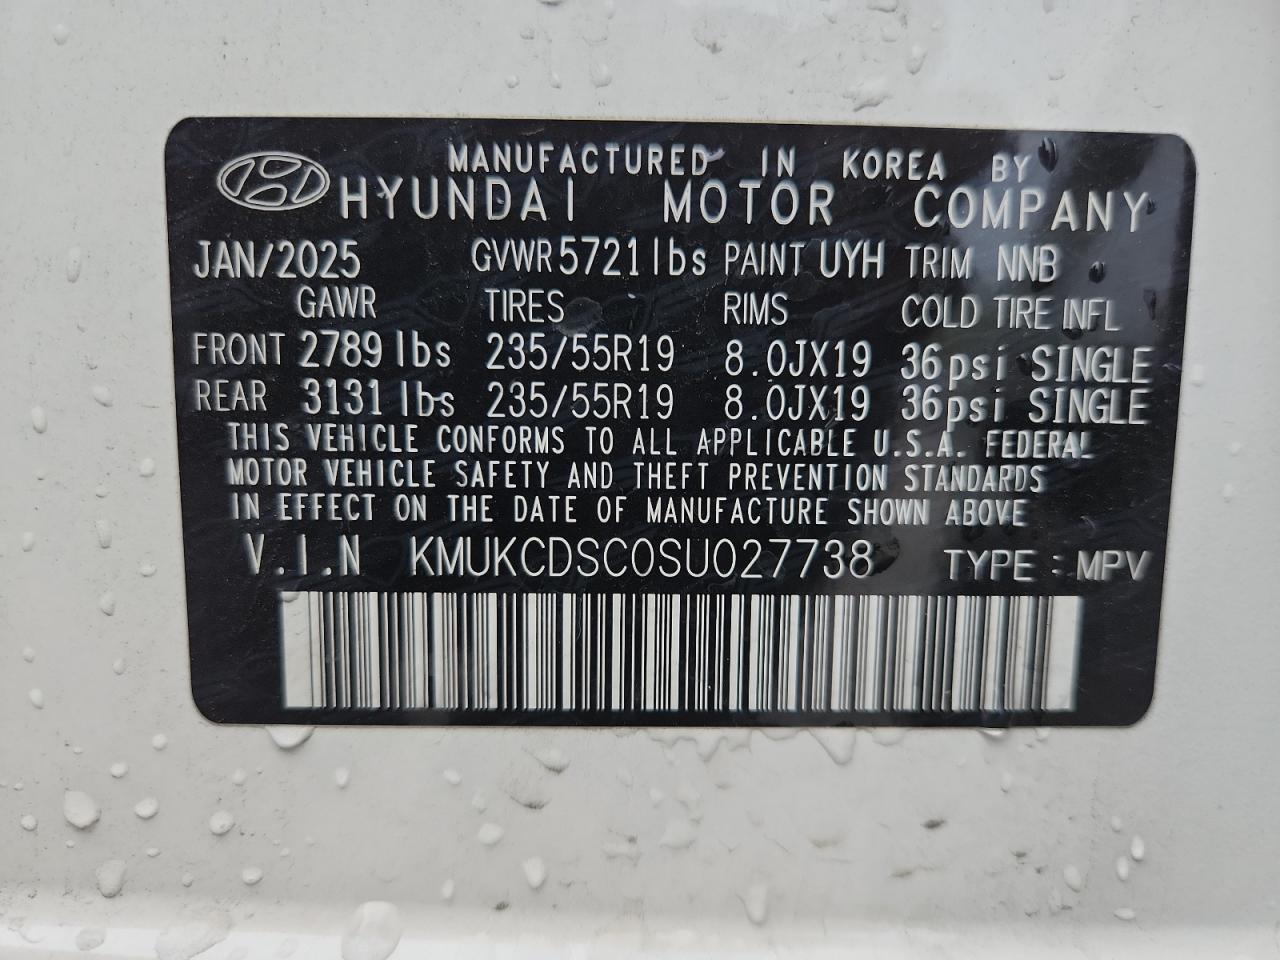 MANUFACTURED IN KOREA BY
HYUNDAI MOTOR COMPANY
JAN/2025 GVWR 5721 lbs PAINT UYH TRIM NNB
GAWR TIRES RIMS COLD TIRE INFL
FRONT 2789 lbs 235/55R19 8.0JX19 36psi SINGLE
REAR 3131 lbs 235/55R19 8.0JX19 36psi SINGLE
THIS VEHICLE CONFORMS TO ALL APPLICABLE U.S.A. FEDERAL
MOTOR VEHICLE SAFETY AND THEFT PREVENTION STANDARDS
IN EFFECT ON THE DATE OF MANUFACTURE SHOWN ABOVE
V.I.N KMUKCDSC0SU027738 TYPE : MPV